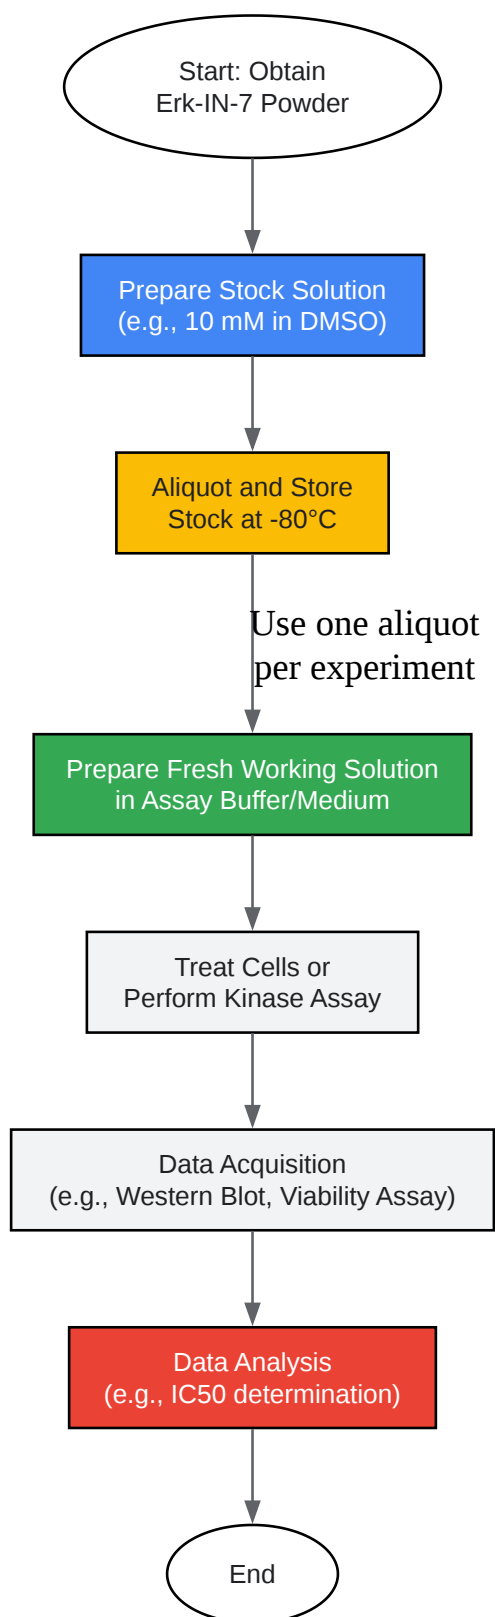 Start: Obtain
Erk-IN-7 Powder
Prepare Stock Solution
(e.g., 10 mM in DMSO)
Aliquot and Store
Stock at -80°C
Use one aliquot
per experiment
Prepare Fresh Working Solution
in Assay Buffer/Medium
Treat Cells or
Perform Kinase Assay
Data Acquisition
(e.g., Western Blot, Viability Assay)
Data Analysis
(e.g., IC50 determination)
End